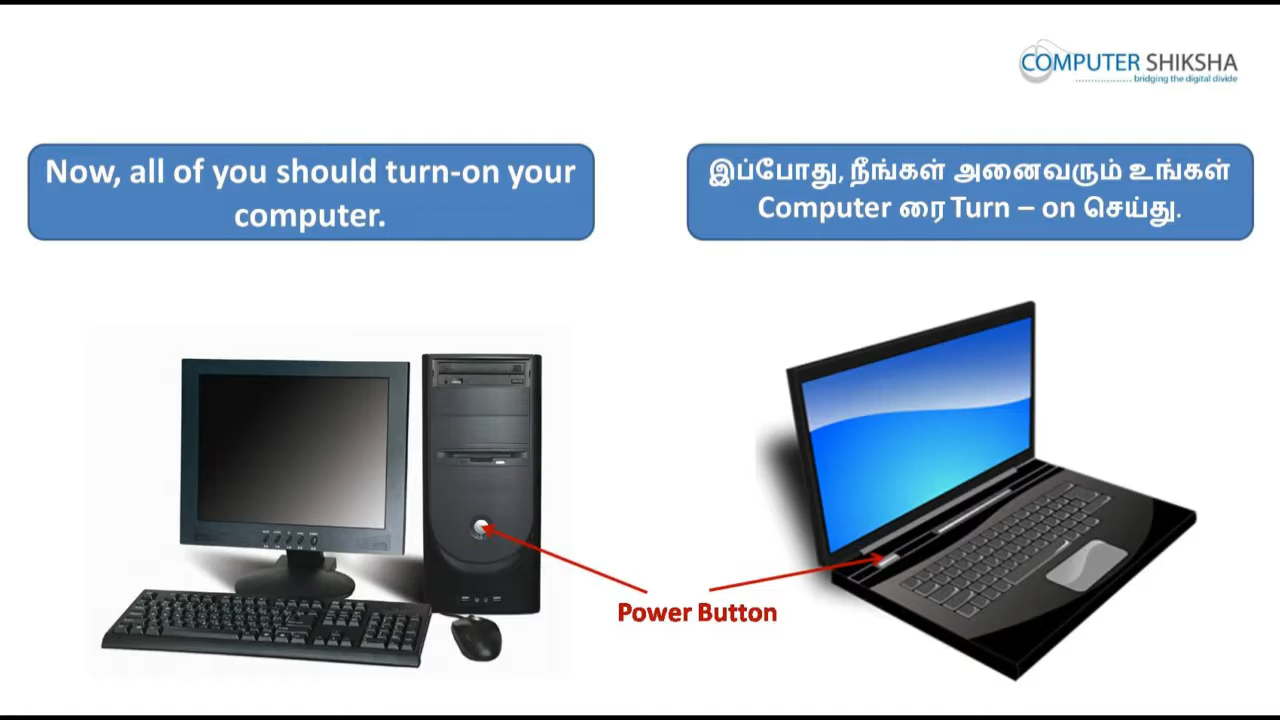 COMPUTER SHIKSHA
bridging the digital divide
Now, all of you should turn-on your
computer.
இப்போது, நீங்கள் அனைவரும் உங்கள்
Computer ரை Turn – on செய்து.
Power Button